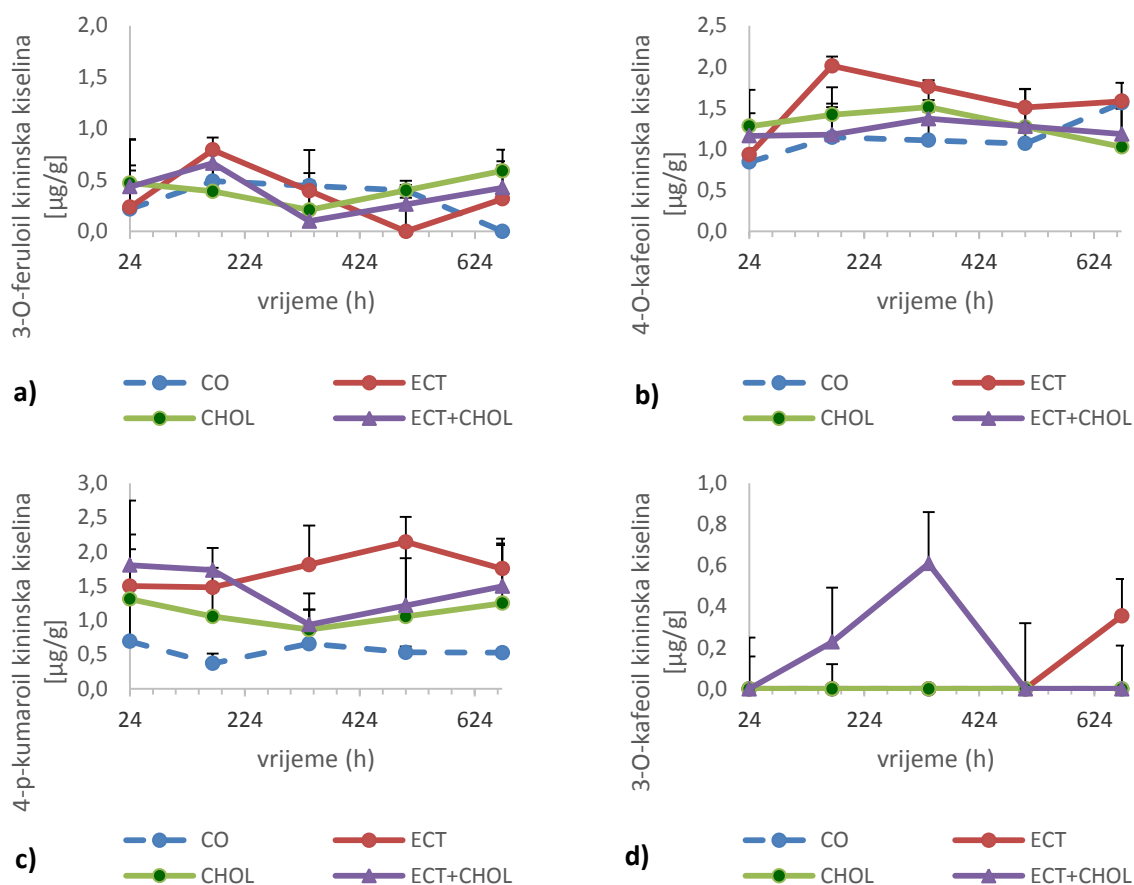 3-O-feruloil kininska kiselina
[µg/g]
2,0
1,5
1,0
0,5
0,0
24 224 424 624
vrijeme (h)
a)
CO ECT
CHOL ECT+CHOL
4-O-kafeoil kininska kiselina
[µg/g]
2,5
2,0
1,5
1,0
0,5
0,0
24 224 424 624
vrijeme (h)
b)
CO ECT
CHOL ECT+CHOL
4-p-kumaroil kininska kiselina
[µg/g]
3,0
2,5
2,0
1,5
1,0
0,5
0,0
24 224 424 624
vrijeme (h)
c)
CO ECT
CHOL ECT+CHOL
3-O-kafeoil kininska kiselina
[µg/g]
1,0
0,8
0,6
0,4
0,2
0,0
24 224 424 624
vrijeme (h)
d)
CO ECT
CHOL ECT+CHOL